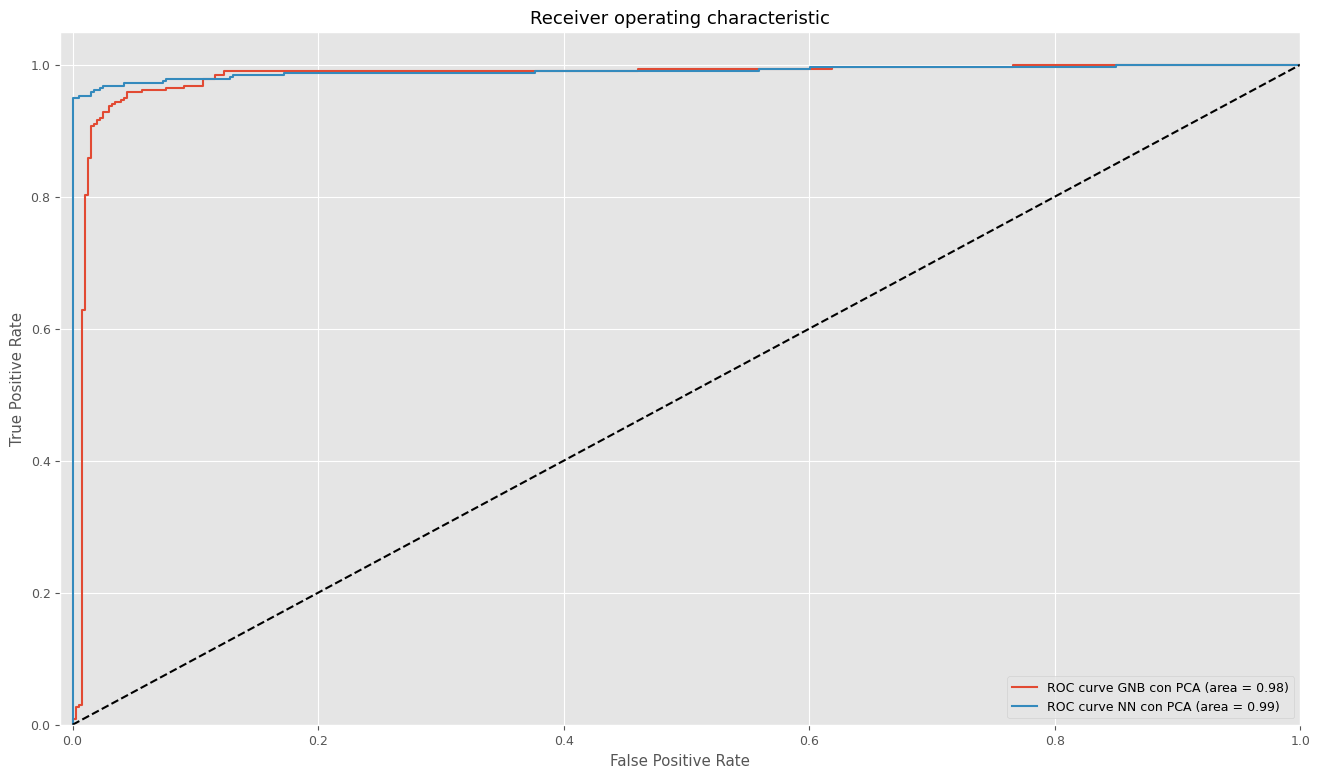 Receiver operating characteristic
1.0
0.8
0.6
0.4
0.2
0.0
True Positive Rate
0.0 0.2 0.4 0.6 0.8 1.0
False Positive Rate
ROC curve GNB con PCA (area = 0.98)
ROC curve NN con PCA (area = 0.99)